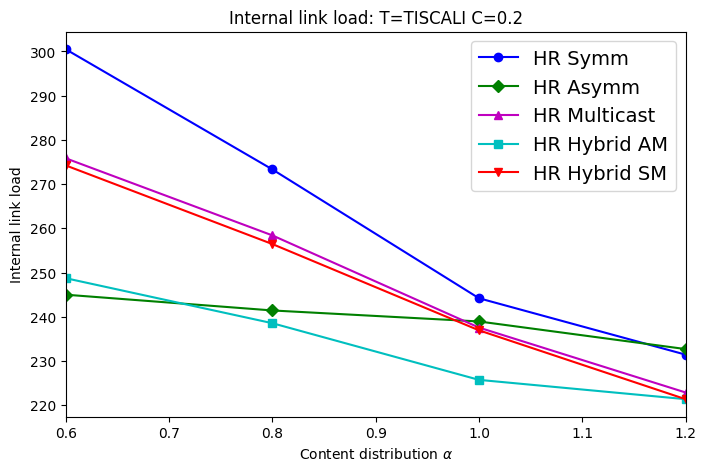 Internal link load: T=TISCALI C=0.2
300
290
280
270
260
250
240
230
220
Internal link load
HR Symm
HR Asymm
HR Multicast
HR Hybrid AM
HR Hybrid SM
0.6 0.7 0.8 0.9 1.0 1.1 1.2
Content distribution α